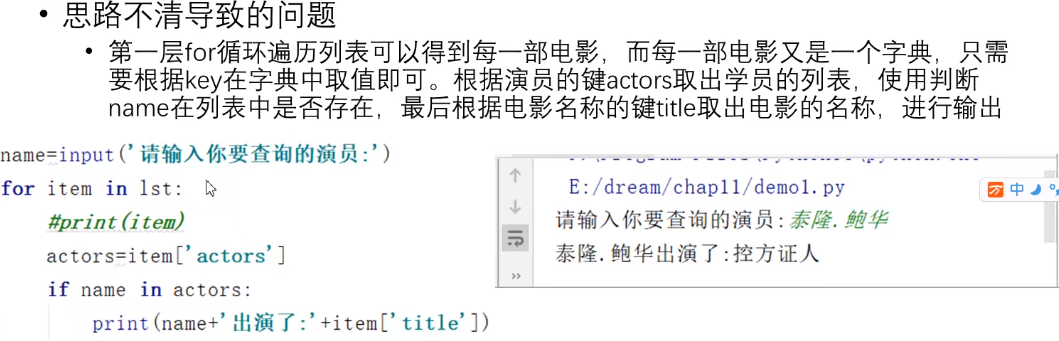 • 思路不清导致的问题
• 第一层for循环遍历列表可以得到每一部电影，而每一部电影又是一个字典，只需
要根据key在字典中取值即可。根据演员的键actors取出学员的列表，使用判断
name在列表中是否存在，最后根据电影名称的键title取出电影的名称，进行输出
name=input('请输入你要查询的演员:')
for item in lst:
#print(item)
actors=item['actors']
if name in actors:
print(name+'出演了:'+item['title'])
E:/dream/chap11/demo1.py
请输入你要查询的演员:泰隆.鲍华
泰隆.鲍华出演了:控方证人
中